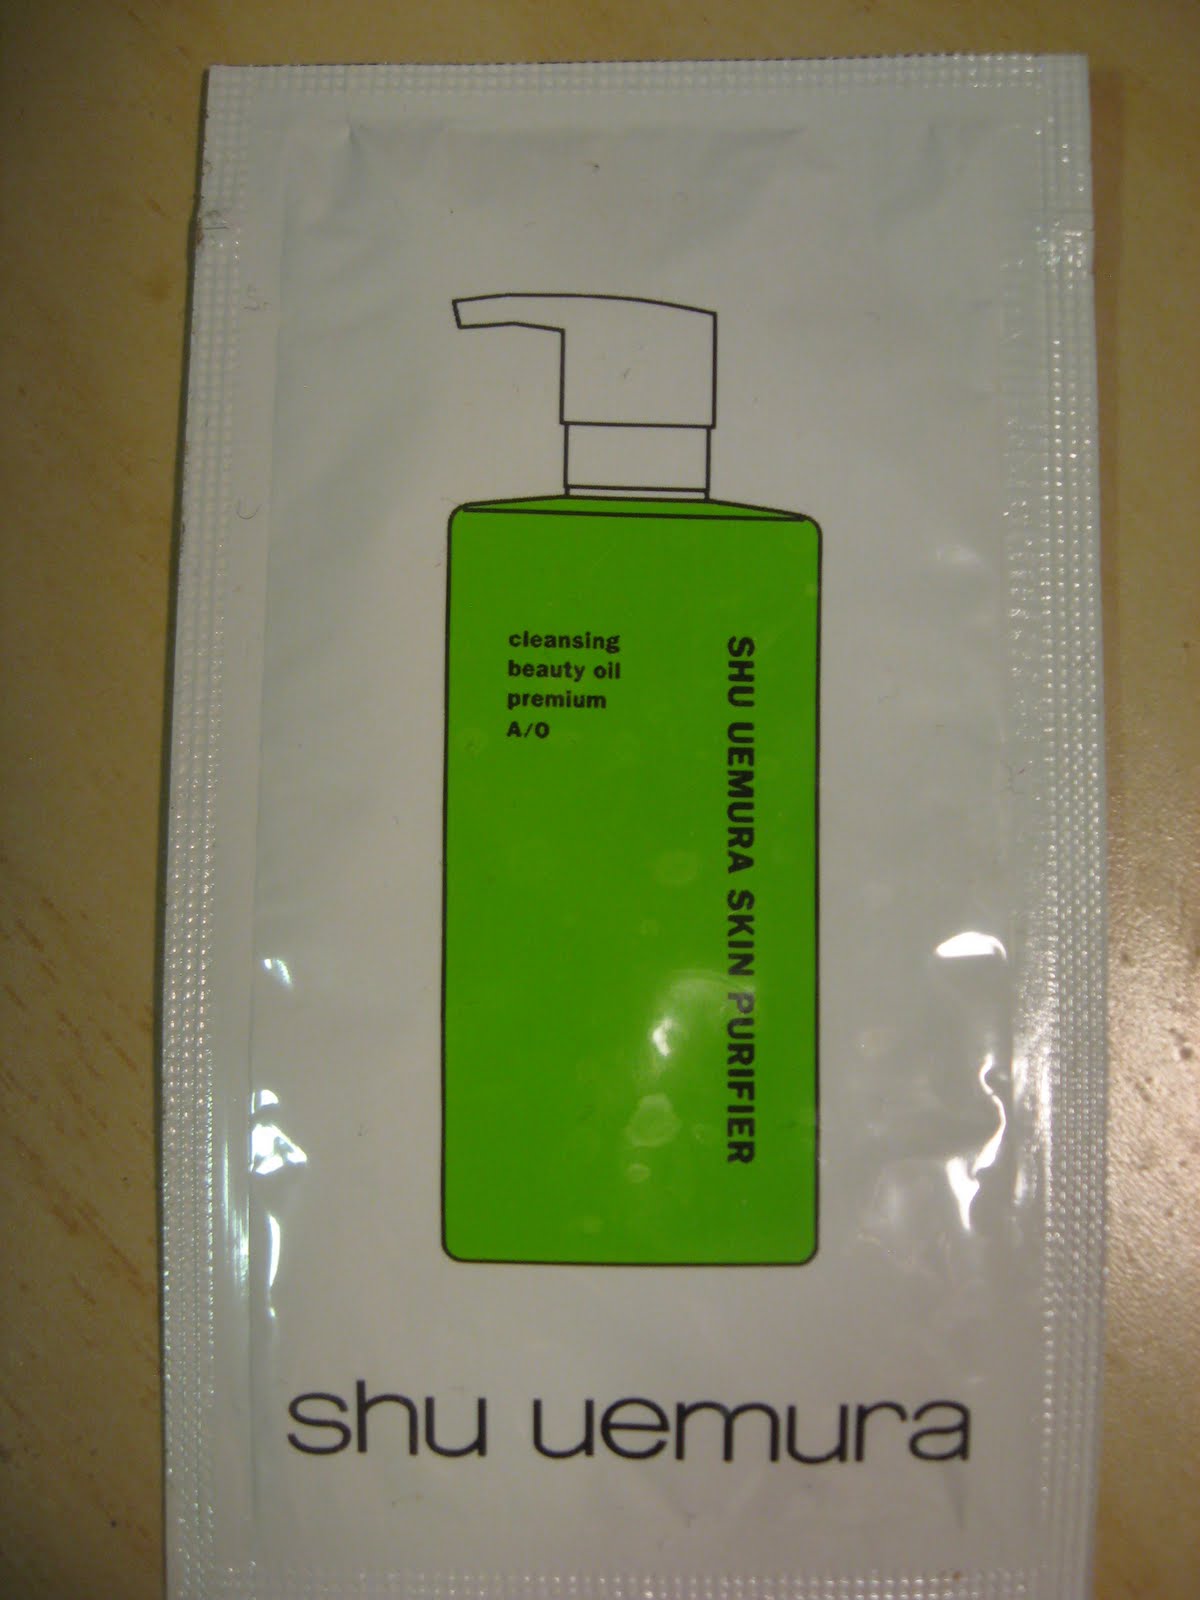 cleansing
beauty oil
premium
A/O
SHU UEMURA SKIN PURIFIER
shu uemura